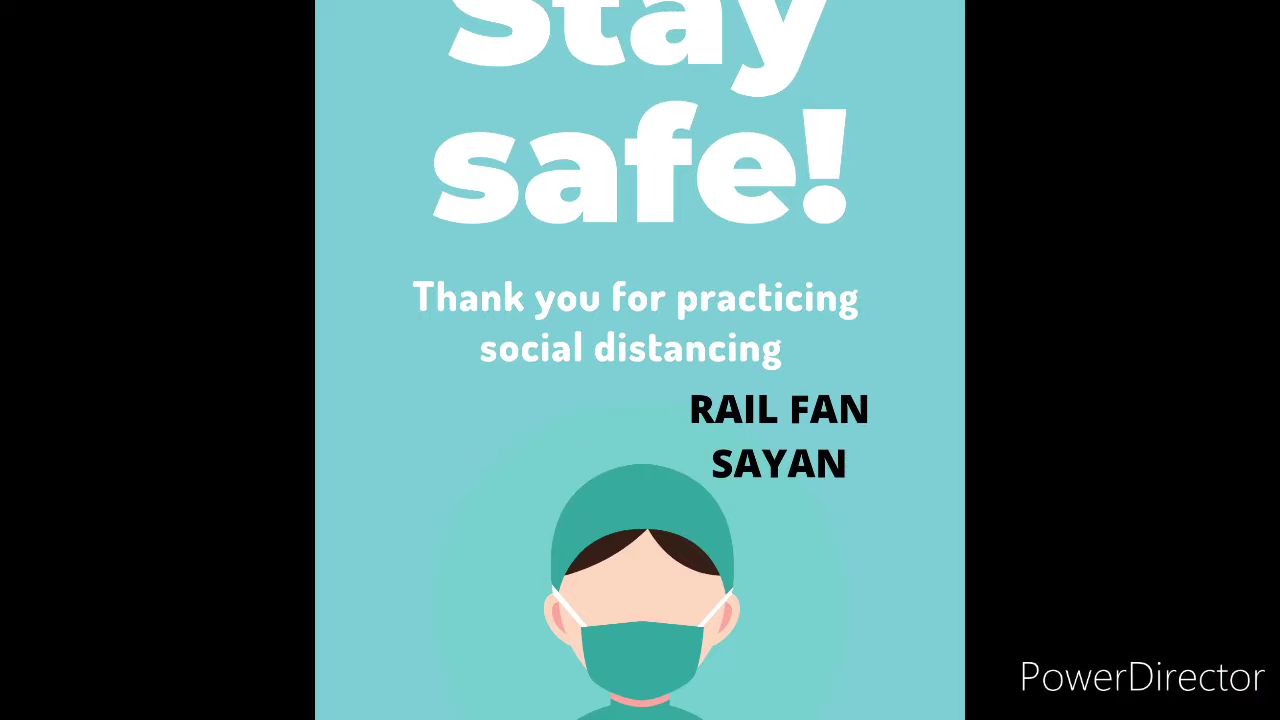 Stay
safe!
Thank you for practicing
social distancing
RAIL FAN
SAYAN
PowerDirector